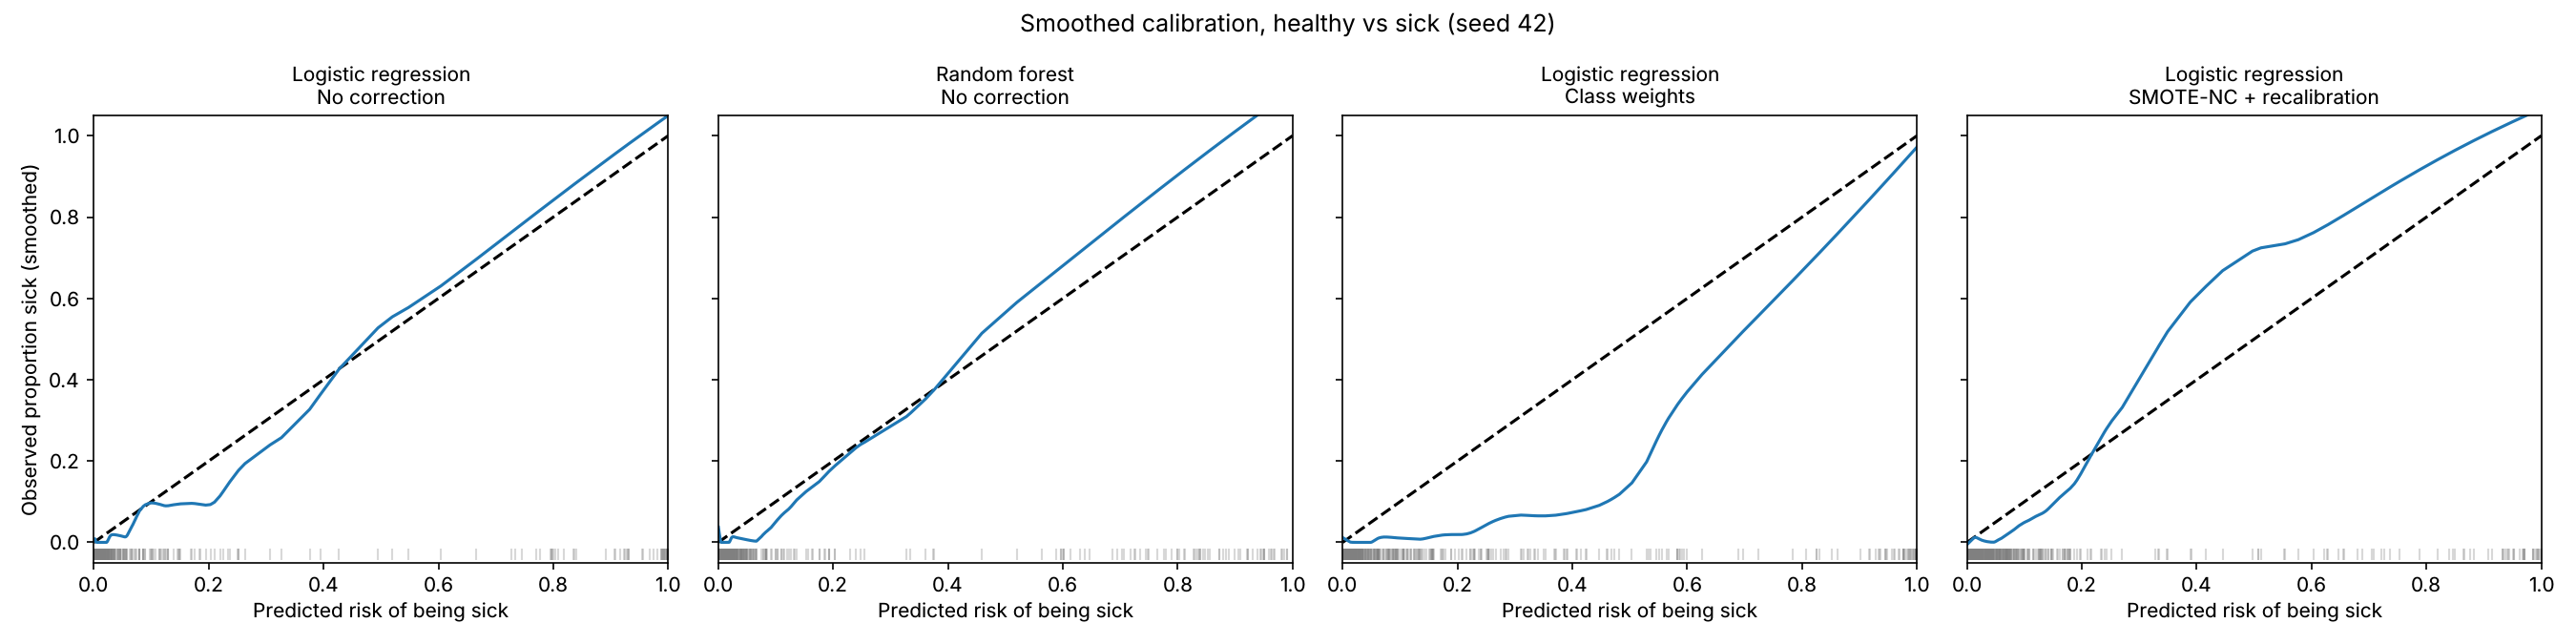 Smoothed calibration, healthy vs sick (seed 42)
Logistic regression
No correction
Random forest
No correction
Logistic regression
Class weights
Logistic regression
SMOTE-NC + recalibration
Observed proportion sick (smoothed)
1.0
0.8
0.6
0.4
0.2
0.0
0.0 0.2 0.4 0.6 0.8 1.0
0.0 0.2 0.4 0.6 0.8 1.0
0.0 0.2 0.4 0.6 0.8 1.0
0.0 0.2 0.4 0.6 0.8 1.0
Predicted risk of being sick
Predicted risk of being sick
Predicted risk of being sick
Predicted risk of being sick